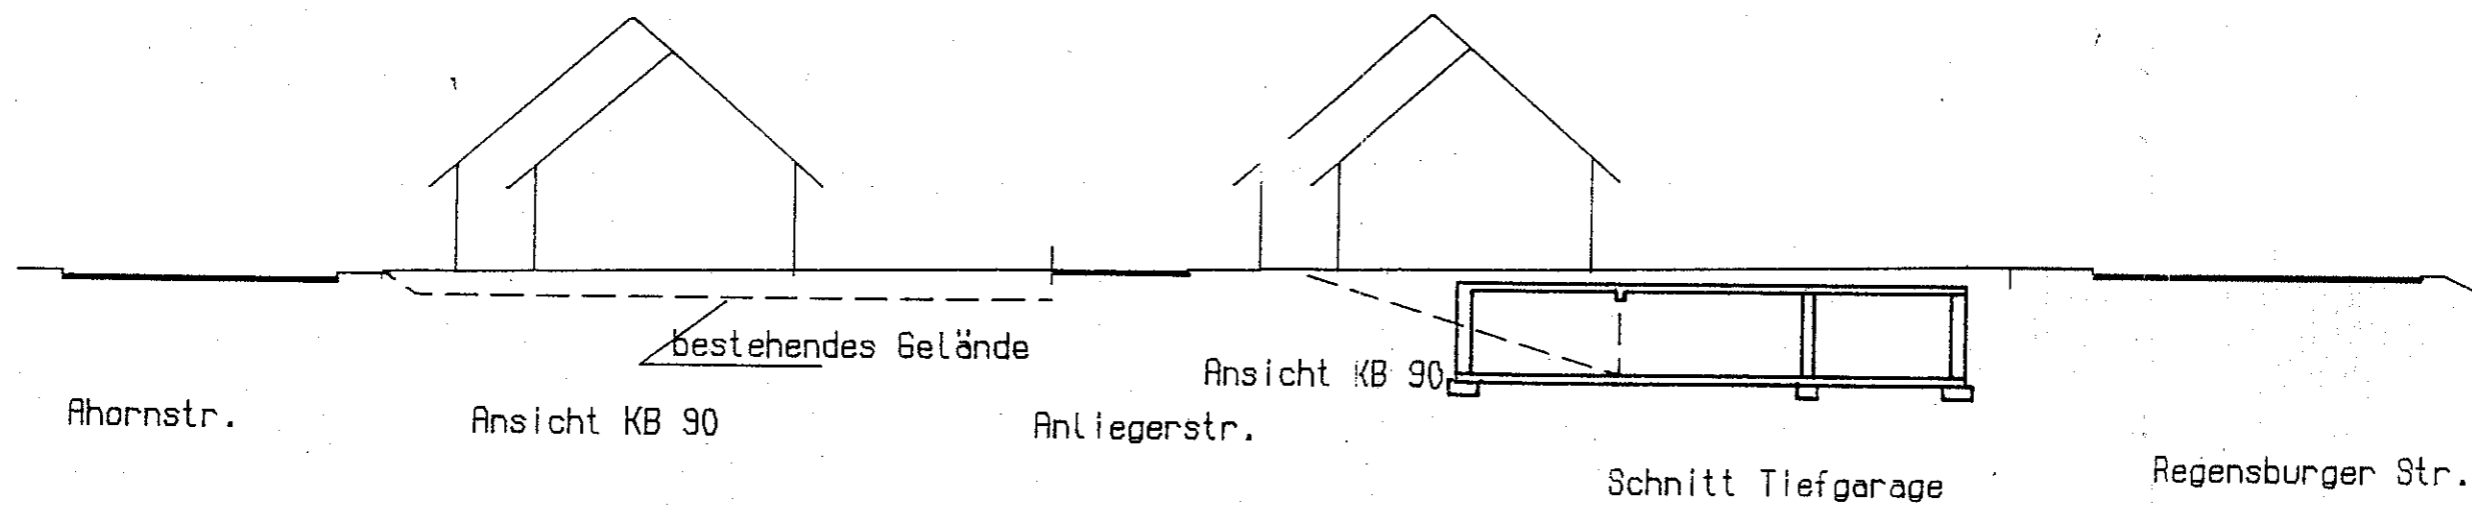 bestehendes Gelände
Ahornstr.
Ansicht KB 90
Anliegerstr.
Ansicht KB 90
Schnitt Tiefgarage
Regensburger Str.